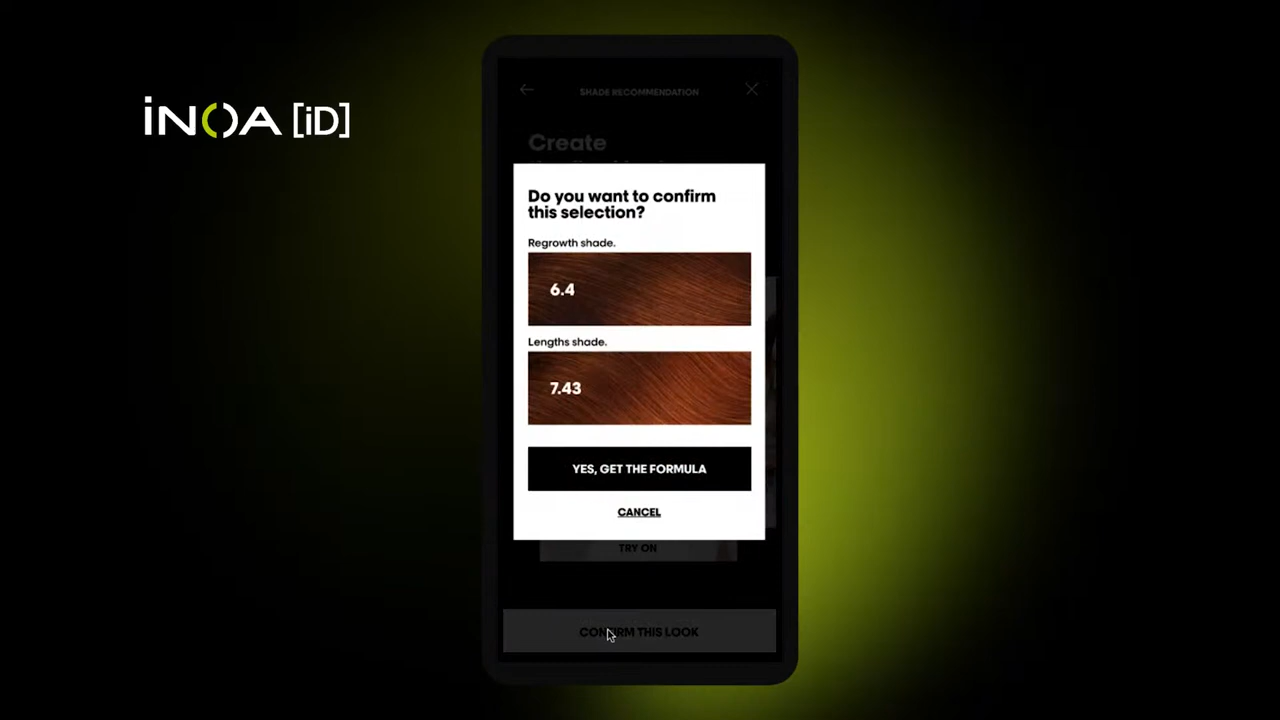 iNOA [iD]
SHADE RECOMMENDATION
Create
Do you want to confirm
this selection?
Regrowth shade.
6.4
Lengths shade.
7.43
YES, GET THE FORMULA
CANCEL
TRY ON
CONFIRM THIS LOOK